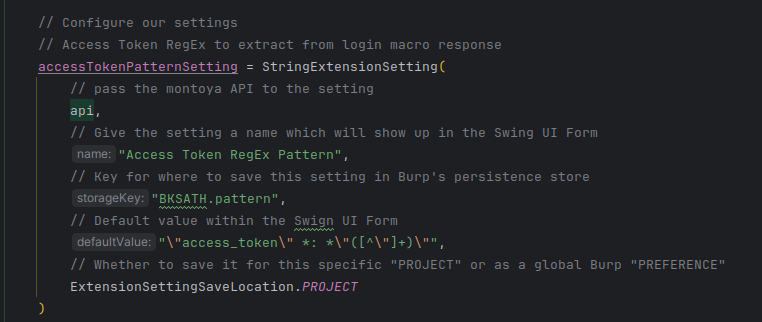 // Configure our settings
// Access Token RegEx to extract from login macro response
accessTokenPatternSetting = StringExtensionSetting(
// pass the montoya API to the setting
api,
// Give the setting a name which will show up in the Swing UI Form
name: "Access Token RegEx Pattern",
// Key for where to save this setting in Burp's persistence store
storageKey: "BKSATH.pattern",
// Default value within the Swign UI Form
defaultValue: "\"access_token\" *: *\"([^\"]+)\"",
// Whether to save it for this specific "PROJECT" or as a global Burp "PREFERENCE"
ExtensionSettingSaveLocation.PROJECT
)